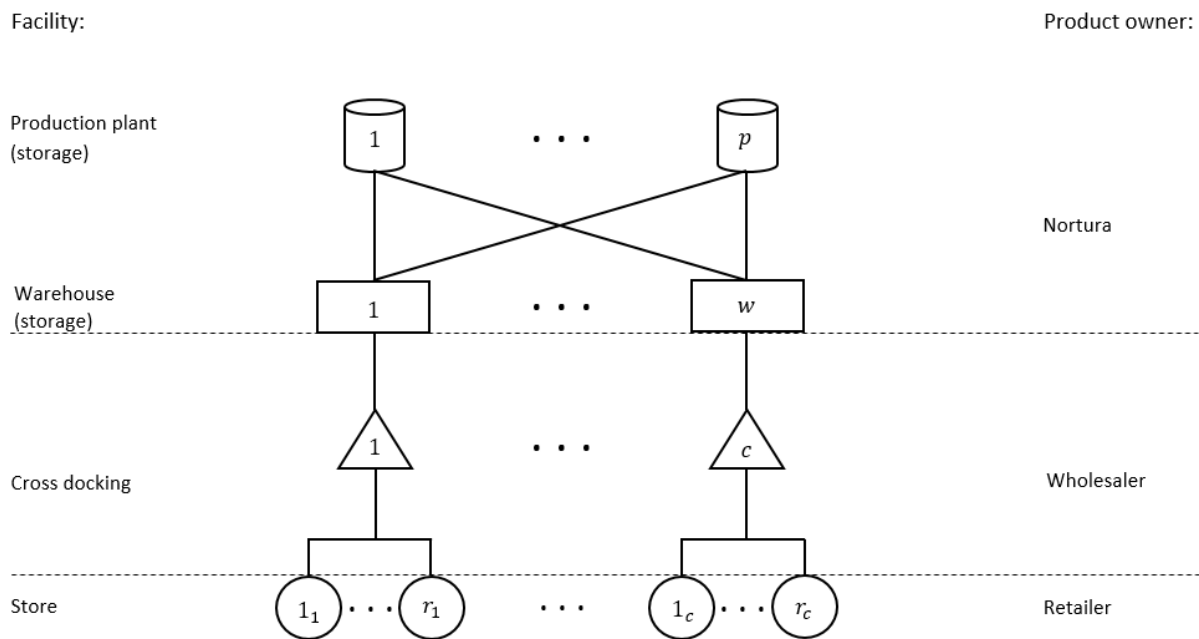 Facility:
Product owner:
Production plant
(storage)
1
. . .
p
Nortura
Warehouse
(storage)
1
. . .
w
1
. . .
c
Cross docking
Wholesaler
Store
1₁ . . . r₁
. . .
1c . . . rc
Retailer